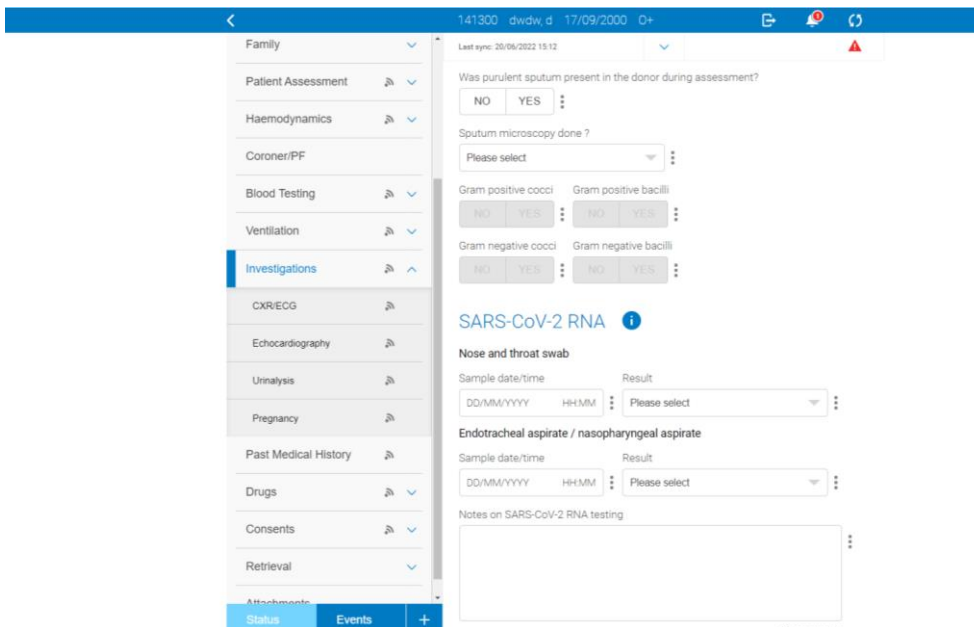 141300 dwdw, d 17/09/2000 O+
Family
Patient Assessment
Haemodynamics
Coroner/PF
Blood Testing
Ventilation
Investigations
CXR/ECG
Echocardiography
Urinalysis
Pregnancy
Past Medical History
Drugs
Consents
Retrieval
Attachments
Status Events +
Last sync: 20/06/2022 15:12
Was purulent sputum present in the donor during assessment?
NO YES
Sputum microscopy done ?
Please select
Gram positive cocci Gram positive bacilli
NO YES NO YES
Gram negative cocci Gram negative bacilli
NO YES NO YES
SARS-CoV-2 RNA i
Nose and throat swab
Sample date/time Result
DD/MM/YYYY HH:MM Please select
Endotracheal aspirate / nasopharyngeal aspirate
Sample date/time Result
DD/MM/YYYY HH:MM Please select
Notes on SARS-CoV-2 RNA testing